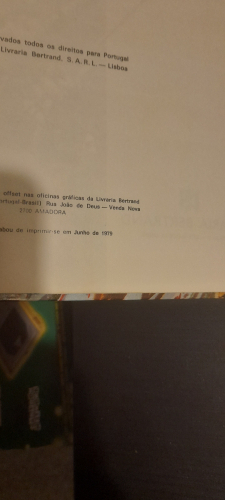 vados todos os direitos para Portugal
Livraria Bertrand, S. A. R. L. — Lisboa
offset nas oficinas gráficas da Livraria Bertrand
Portugal-Brasil) Rua João de Deus — Venda Nova
2700 AMADORA
bou de imprimir-se em Junho de 1979